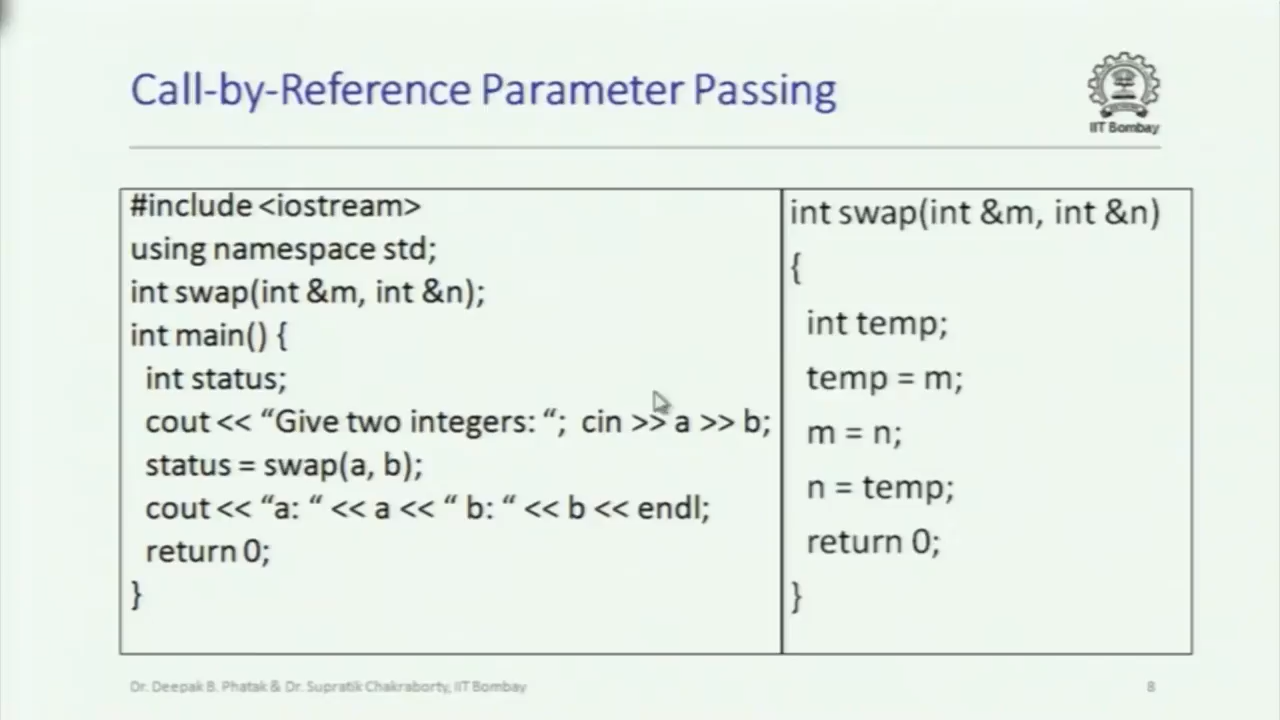 Call-by-Reference Parameter Passing
IIT Bombay
#include <iostream>
using namespace std;
int swap(int &m, int &n);
int main() {
int status;
cout << “Give two integers: “; cin >> a >> b;
status = swap(a, b);
cout << “a: “ << a << “ b: “ << b << endl;
return 0;
}
int swap(int &m, int &n)
{
int temp;
temp = m;
m = n;
n = temp;
return 0;
}
Dr. Deepak B. Phatak & Dr. Supratik Chakraborty, IIT Bombay
8